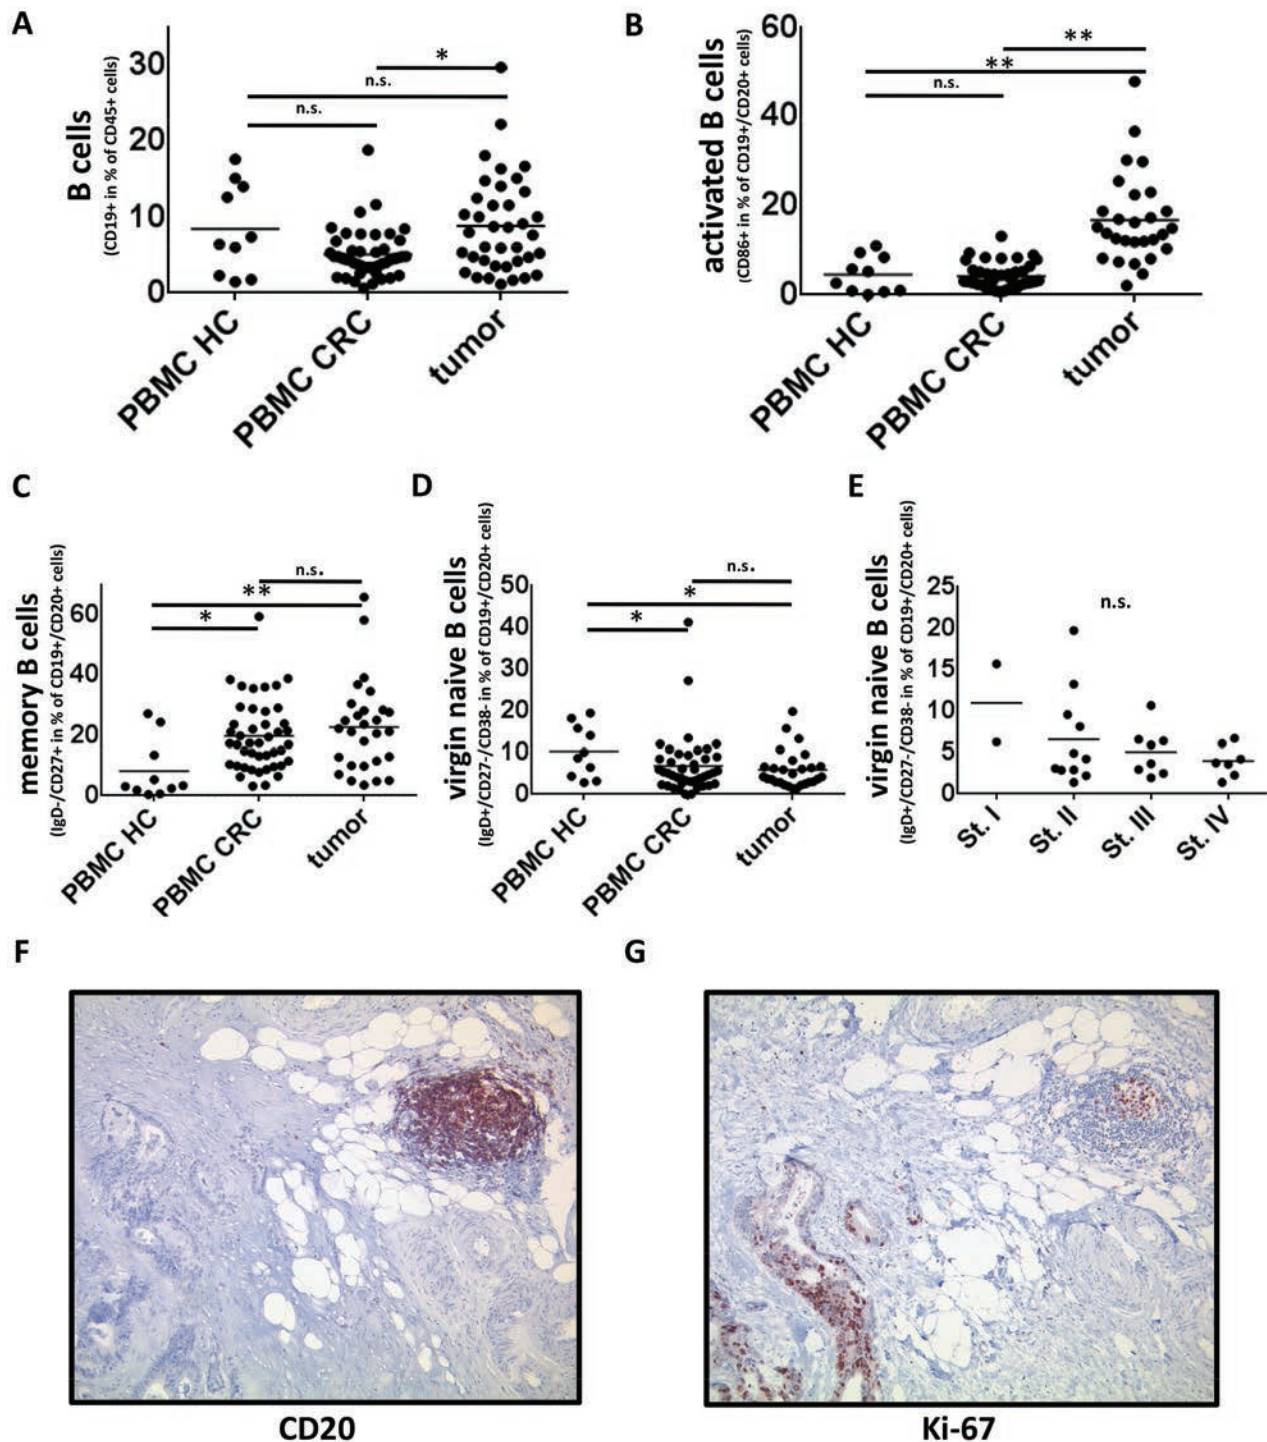 A
B cells
(CD19+ in % of CD45+ cells)
30
20
10
0
*
n.s.
n.s.
PBMC HC
PBMC CRC
tumor
B
activated B cells
(CD86+ in % of CD19+/CD20+ cells)
60
40
20
0
**
**
n.s.
PBMC HC
PBMC CRC
tumor
C
memory B cells
(IgD-/CD27+ in % of CD19+/CD20+ cells)
60
40
20
0
n.s.
**
*
PBMC HC
PBMC CRC
tumor
D
virgin naive B cells
(IgD+/CD27-/CD38- in % of CD19+/CD20+ cells)
50
40
30
20
10
0
n.s.
*
*
PBMC HC
PBMC CRC
tumor
E
virgin naive B cells
(IgD+/CD27-/CD38- in % of CD19+/CD20+ cells)
25
20
15
10
5
0
n.s.
St. I
St. II
St. III
St. IV
F
CD20
G
Ki-67